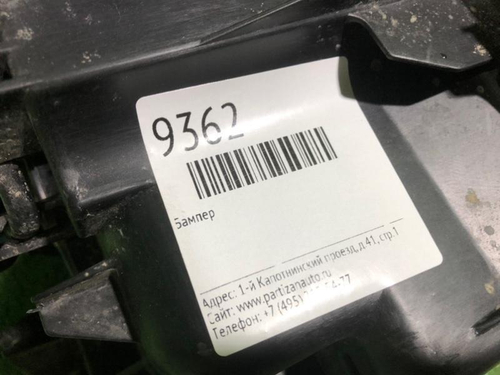 9362
Бампер
Адрес: 1-й Капотнинский проезд, д.41, стр.1
Сайт: www.partizanauto.ru
Телефон: +7 (495)